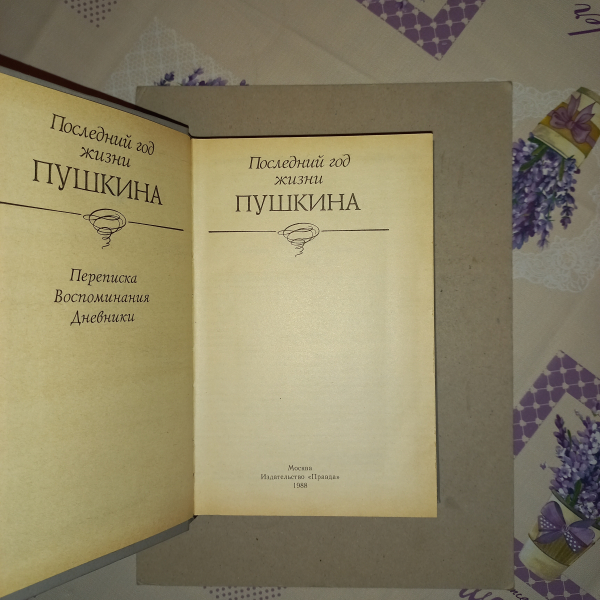 Последний год
жизни
ПУШКИНА
Переписка
Воспоминания
Дневники
Последний год
жизни
ПУШКИНА
Москва
Издательство «Правда»
1988